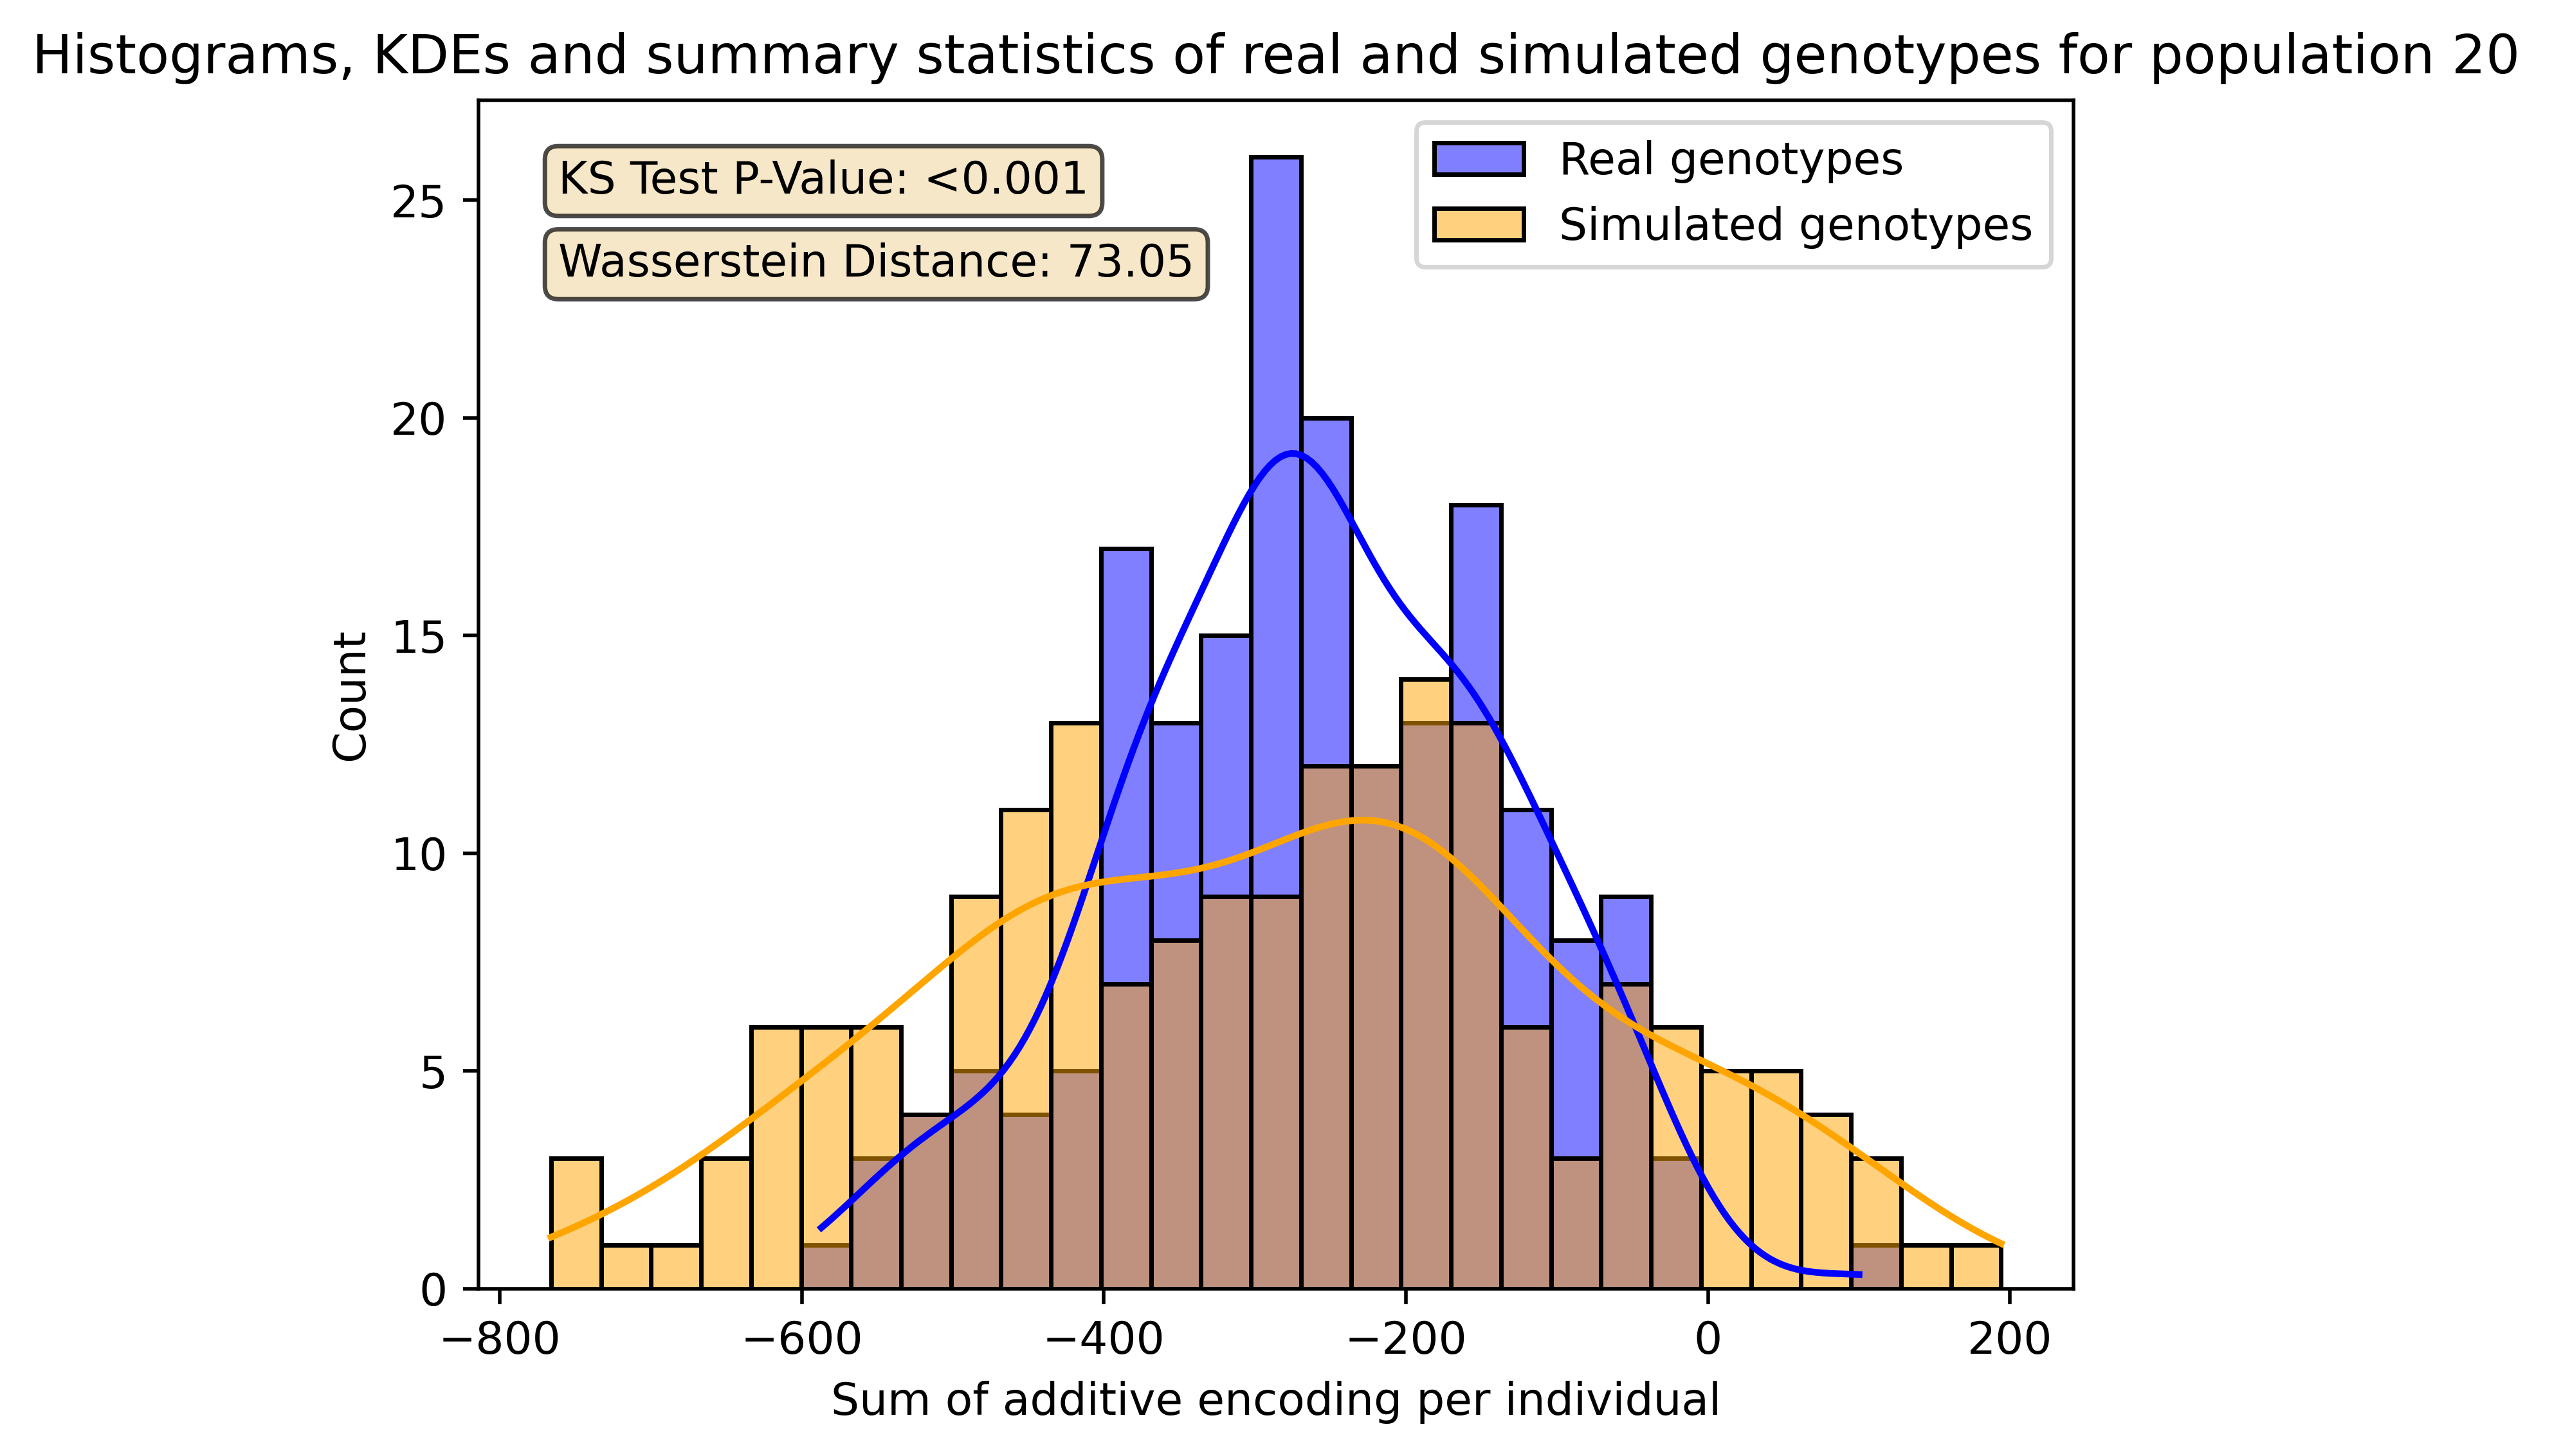 Histograms, KDEs and summary statistics of real and simulated genotypes for population 20
KS Test P-Value: <0.001
Wasserstein Distance: 73.05
Real genotypes
Simulated genotypes
25
20
15
10
5
0
Count
−800 −600 −400 −200 0 200
Sum of additive encoding per individual